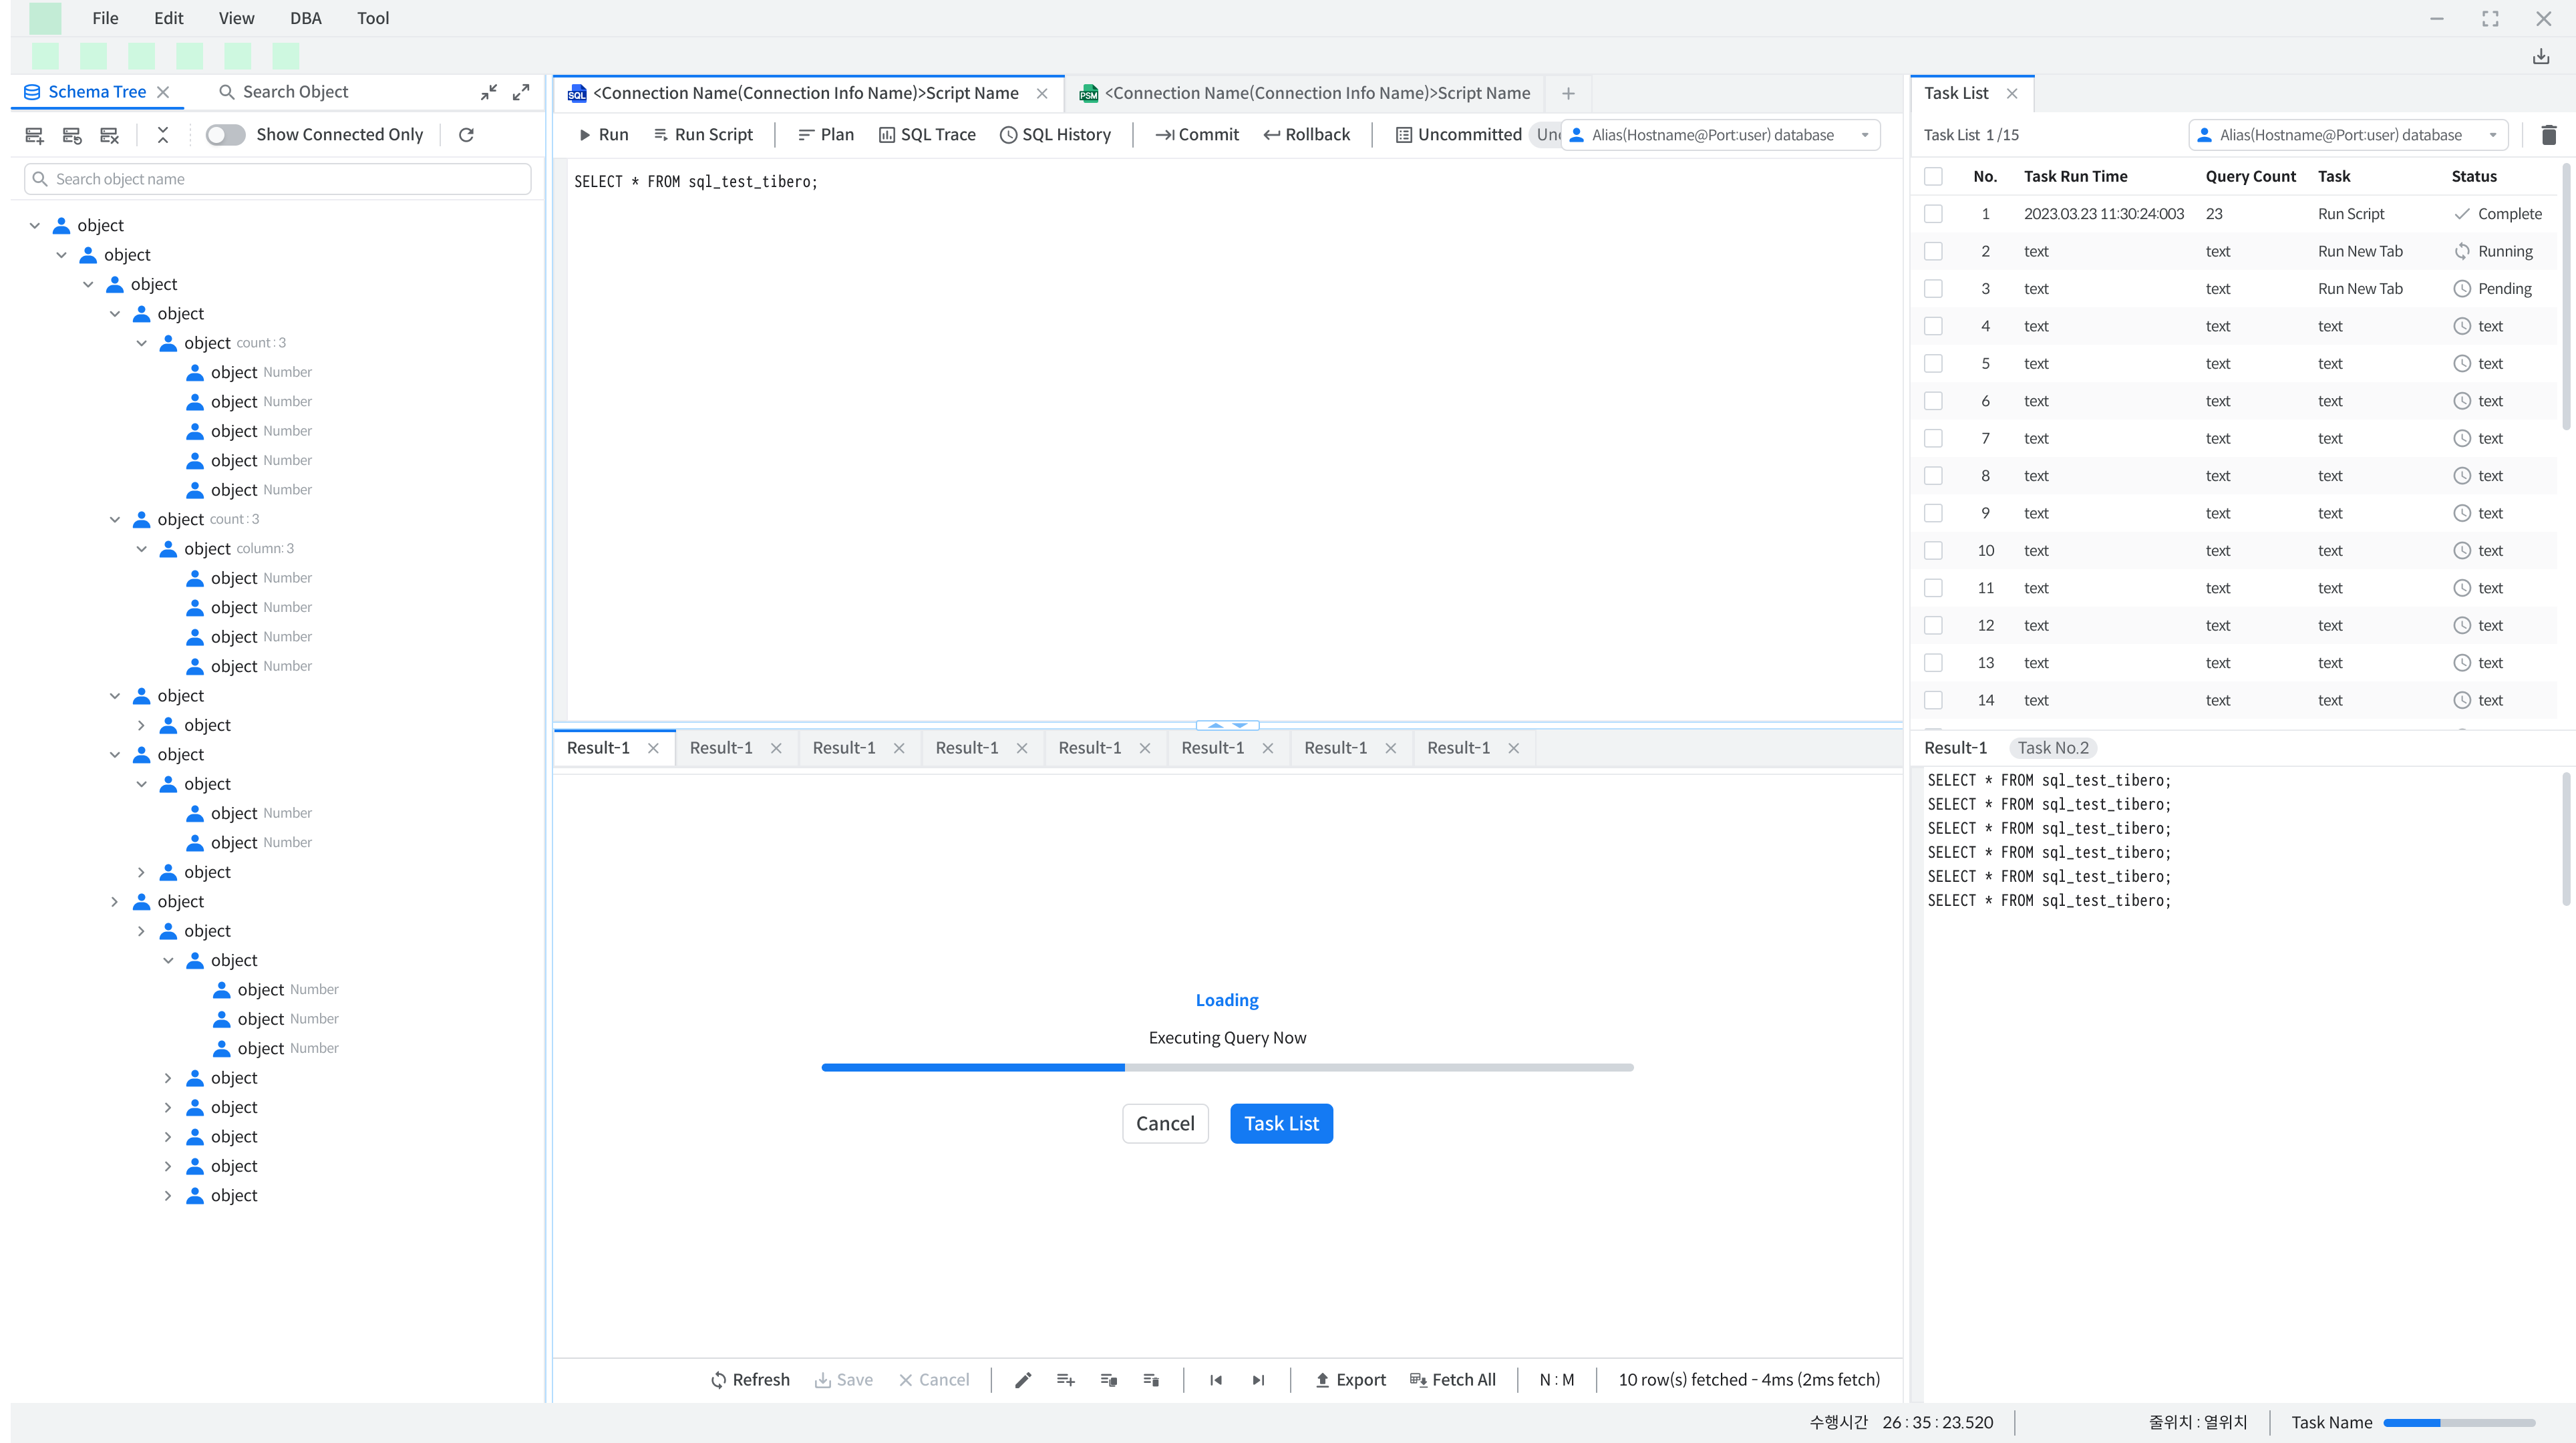 File Edit View DBA Tool
Schema Tree Search Object
Show Connected Only
Search object name
object
object
object
object
object count : 3
object Number
object Number
object Number
object Number
object Number
object count : 3
object column: 3
object Number
object Number
object Number
object Number
object
object
object
object
object Number
object Number
object
object
object
object
object Number
object Number
object Number
object
object
object
object
object
SQL <Connection Name(Connection Info Name)>Script Name PSM <Connection Name(Connection Info Name)>Script Name
Run Run Script Plan SQL Trace SQL History Commit Rollback Uncommitted Alias(Hostname@Port:user) database
SELECT * FROM sql_test_tibero;
Result-1 Result-1 Result-1 Result-1 Result-1 Result-1 Result-1 Result-1
Loading
Executing Query Now
Cancel Task List
Refresh Save Cancel Export Fetch All N : M 10 row(s) fetched - 4ms (2ms fetch)
Task List
Task List 1 /15 Alias(Hostname@Port:user) database
No. Task Run Time Query Count Task Status
1 2023.03.23 11:30:24:003 23 Run Script Complete
2 text text Run New Tab Running
3 text text Run New Tab Pending
4 text text text text
5 text text text text
6 text text text text
7 text text text text
8 text text text text
9 text text text text
10 text text text text
11 text text text text
12 text text text text
13 text text text text
14 text text text text
Result-1 Task No.2
SELECT * FROM sql_test_tibero;
SELECT * FROM sql_test_tibero;
SELECT * FROM sql_test_tibero;
SELECT * FROM sql_test_tibero;
SELECT * FROM sql_test_tibero;
SELECT * FROM sql_test_tibero;
수행시간 26 : 35 : 23.520 줄위치 : 열위치 Task Name